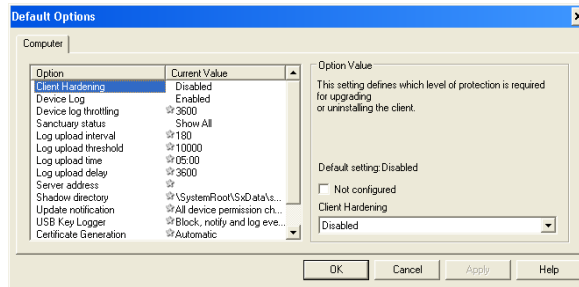 Default Options
Computer
Option Current Value
Client Hardening Disabled
Device Log Enabled
Device log throttling 3600
Sanctuary status Show All
Log upload interval 180
Log upload threshold 10000
Log upload time 05:00
Log upload delay 3600
Server address
Shadow directory \SystemRoot\SxData\s...
Update notification All device permission ch...
USB Key Logger Block, notify and log eve...
Certificate Generation Automatic
Option Value
This setting defines which level of protection is required
for upgrading
or uninstalling the client.
Default setting:Disabled
Not configured
Client Hardening
Disabled
OK Cancel Apply Help